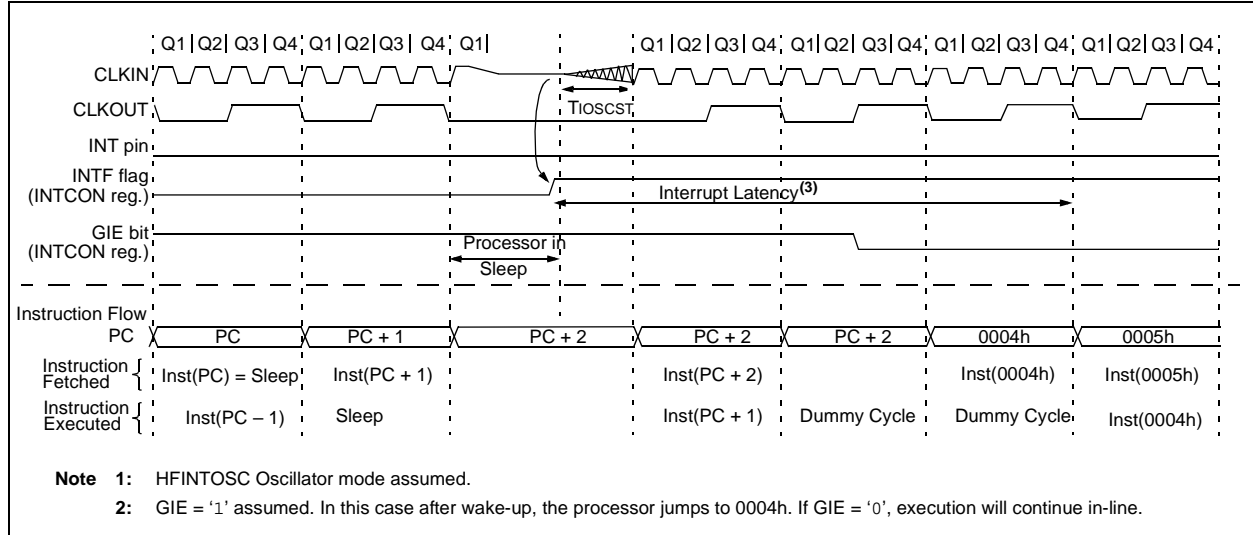 Q1 Q2 Q3 Q4 Q1 Q2 Q3 Q4 Q1 Q1 Q2 Q3 Q4 Q1 Q2 Q3 Q4 Q1 Q2 Q3 Q4 Q1 Q2 Q3 Q4
CLKIN
CLKOUT
TIOSCST
INT pin
INTF flag
(INTCON reg.)
Interrupt Latency(3)
GIE bit
(INTCON reg.)
Processor in
Sleep
Instruction Flow
PC PC PC + 1 PC + 2 PC + 2 PC + 2 0004h 0005h
Instruction
Fetched
Inst(PC) = Sleep Inst(PC + 1) Inst(PC + 2) Inst(0004h) Inst(0005h)
Instruction
Executed
Inst(PC – 1) Sleep Inst(PC + 1) Dummy Cycle Dummy Cycle Inst(0004h)
Note 1: HFINTOSC Oscillator mode assumed.
2: GIE = '1' assumed. In this case after wake-up, the processor jumps to 0004h. If GIE = '0', execution will continue in-line.